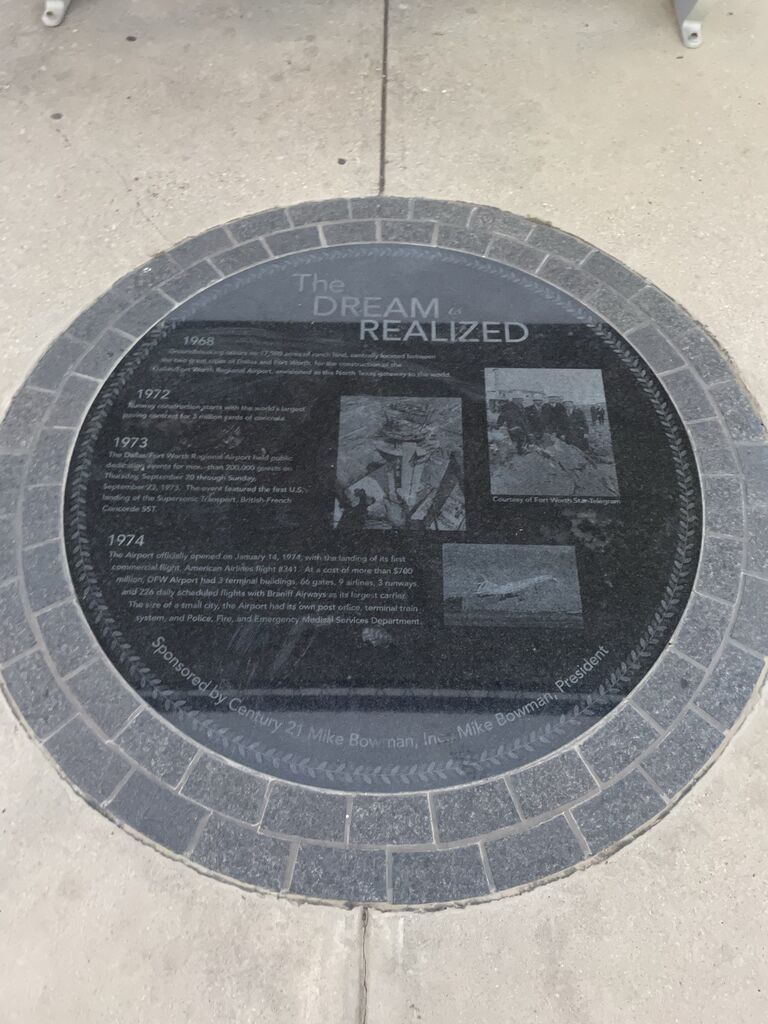 The
DREAM is
REALIZED
1968
Groundbreaking occurs on 17,500 acres of ranch land, centrally located between
the two great cities of Dallas and Fort Worth, for the construction of the
Dallas/Fort Worth Regional Airport, envisioned as the North Texas gateway to the world.
1972
Runway construction starts with the world's largest
paving contract for 3 million yards of concrete.
1973
The Dallas/Fort Worth Regional Airport held public
dedication events for more than 200,000 guests on
Thursday, September 20 through Sunday,
September 23, 1973. The event featured the first U.S.
landing of the Supersonic Transport, British-French
Concorde SST.
Courtesy of Fort Worth Star-Telegram
1974
The Airport officially opened on January 14, 1974, with the landing of its first
commercial flight, American Airlines flight #341. At a cost of more than $700
million, DFW Airport had 3 terminal buildings, 66 gates, 9 airlines, 3 runways
and 226 daily scheduled flights with Braniff Airways as its largest carrier.
The size of a small city, the Airport had its own post office, terminal train
system, and Police, Fire, and Emergency Medical Services Department.
Sponsored by Century 21 Mike Bowman, Inc. Mike Bowman, President